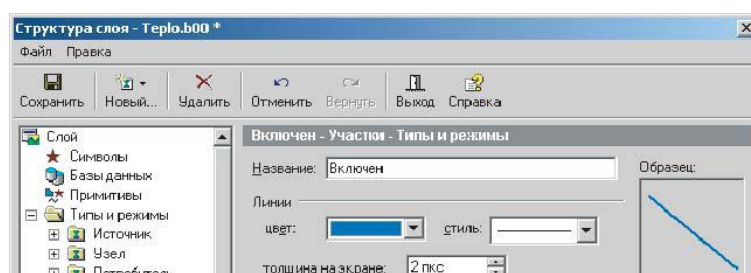 Структура слоя - Teplo.b00 *
Файл Правка
Сохранить Новый... Удалить Отменить Вернуть Выход Справка
Слой
Включен - Участки - Типы и режимы
Символы
Базы данных
Название: Включен
Образец:
Примитивы
Линии
Типы и режимы
Источник
цвет: стиль:
Узел
толщина на экране: 2 пкс
Потребитель